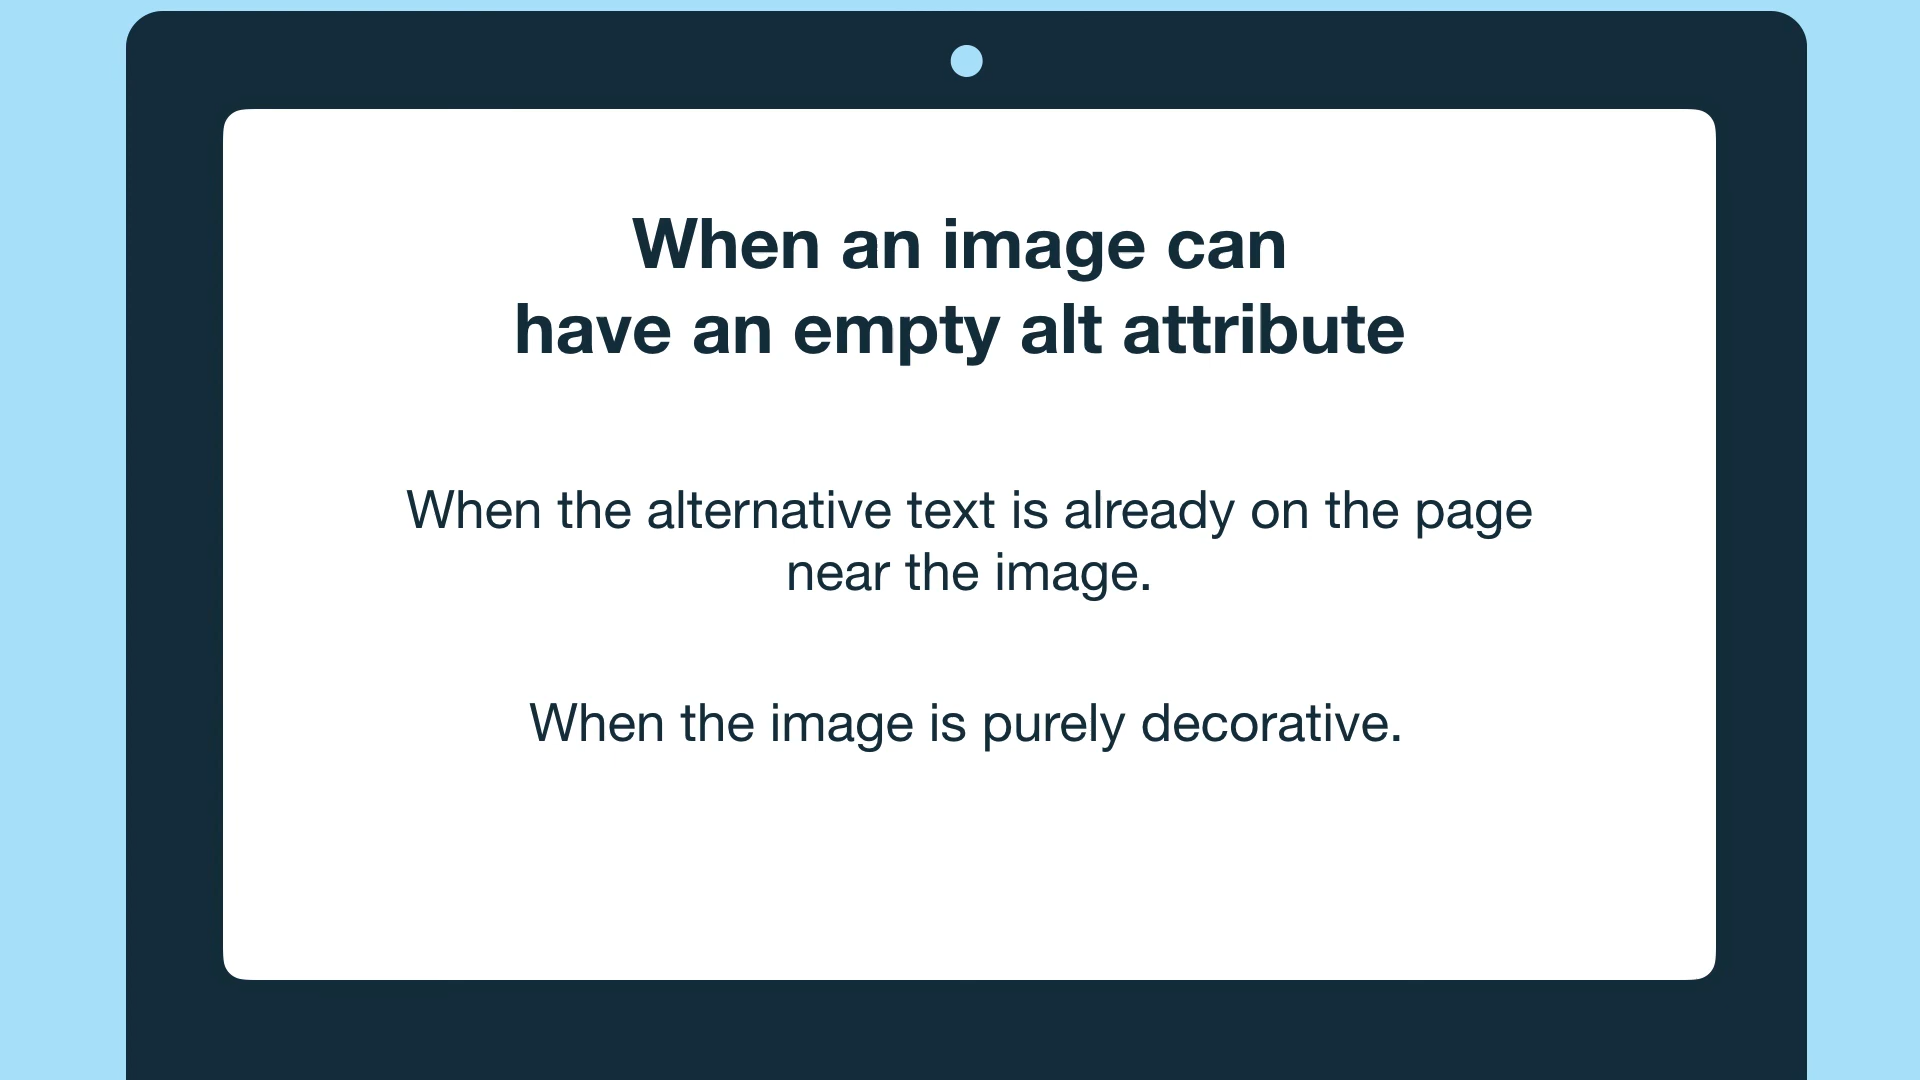 When an image can
have an empty alt attribute
When the alternative text is already on the page
near the image.
When the image is purely decorative.